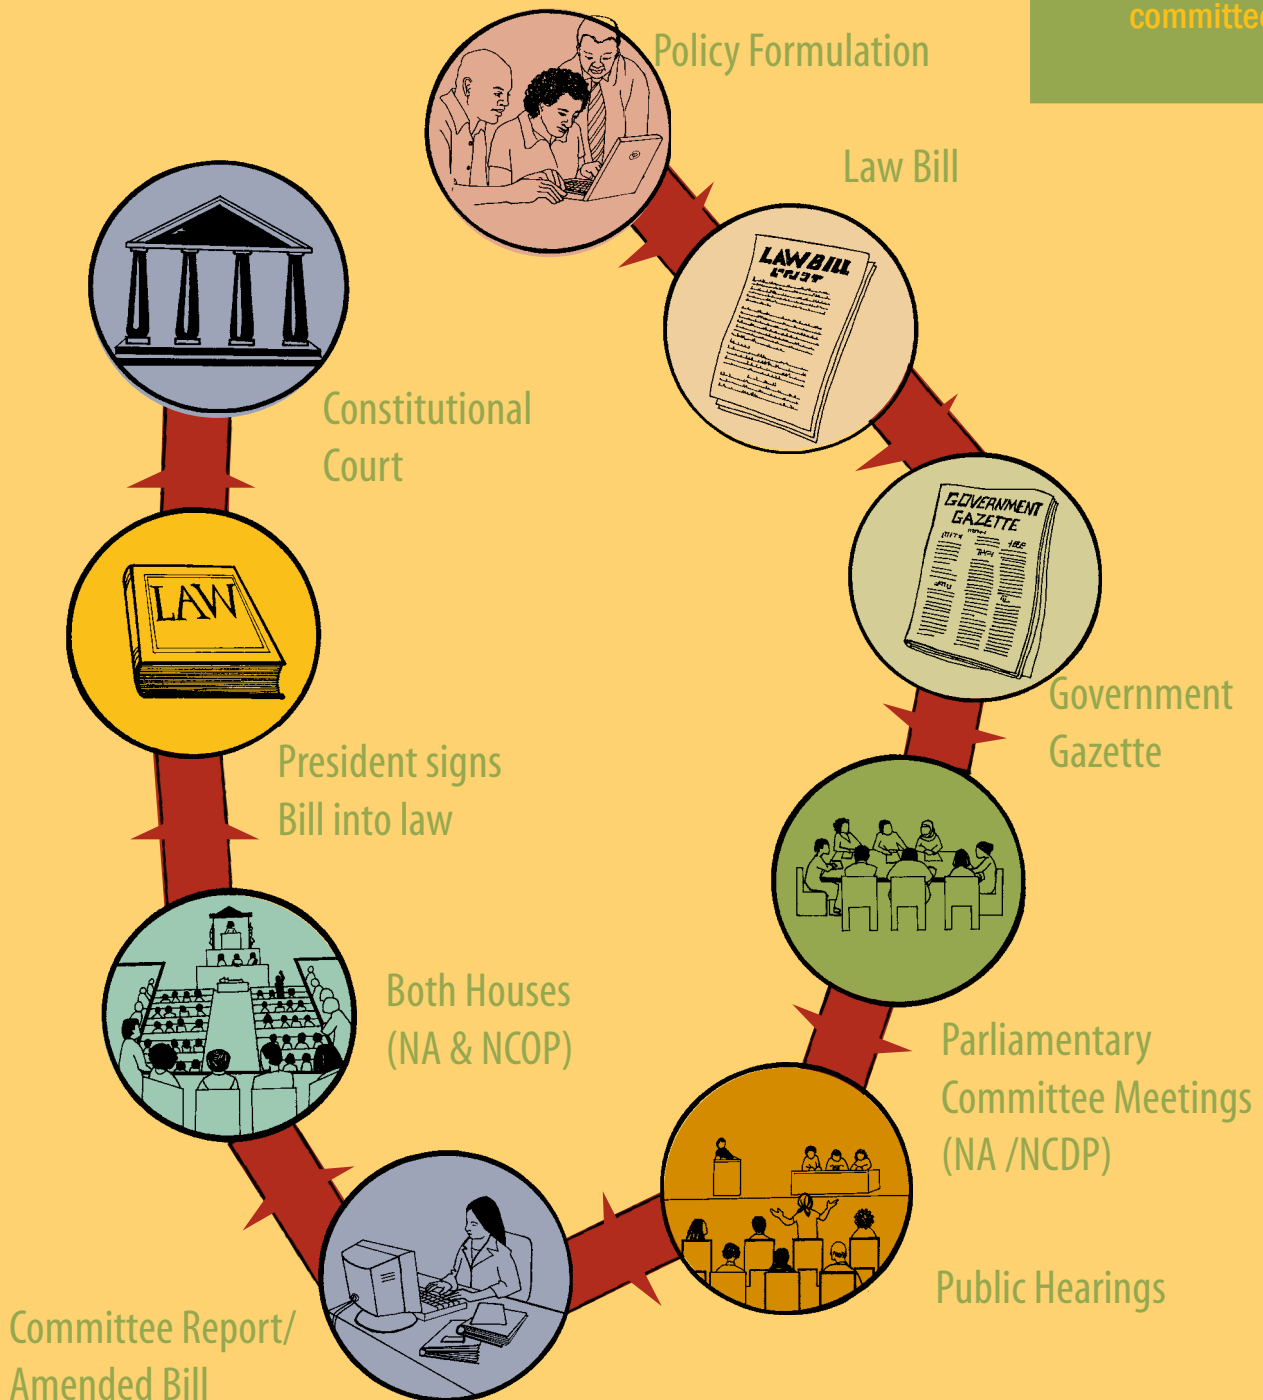 committee
Policy Formulation
Law Bill
LAW BILL
GOVERNMENT
GAZETTE
Government
Gazette
Parliamentary
Committee Meetings
(NA /NCDP)
Public Hearings
Committee Report/
Amended Bill
Both Houses
(NA & NCOP)
President signs
Bill into law
LAW
Constitutional
Court